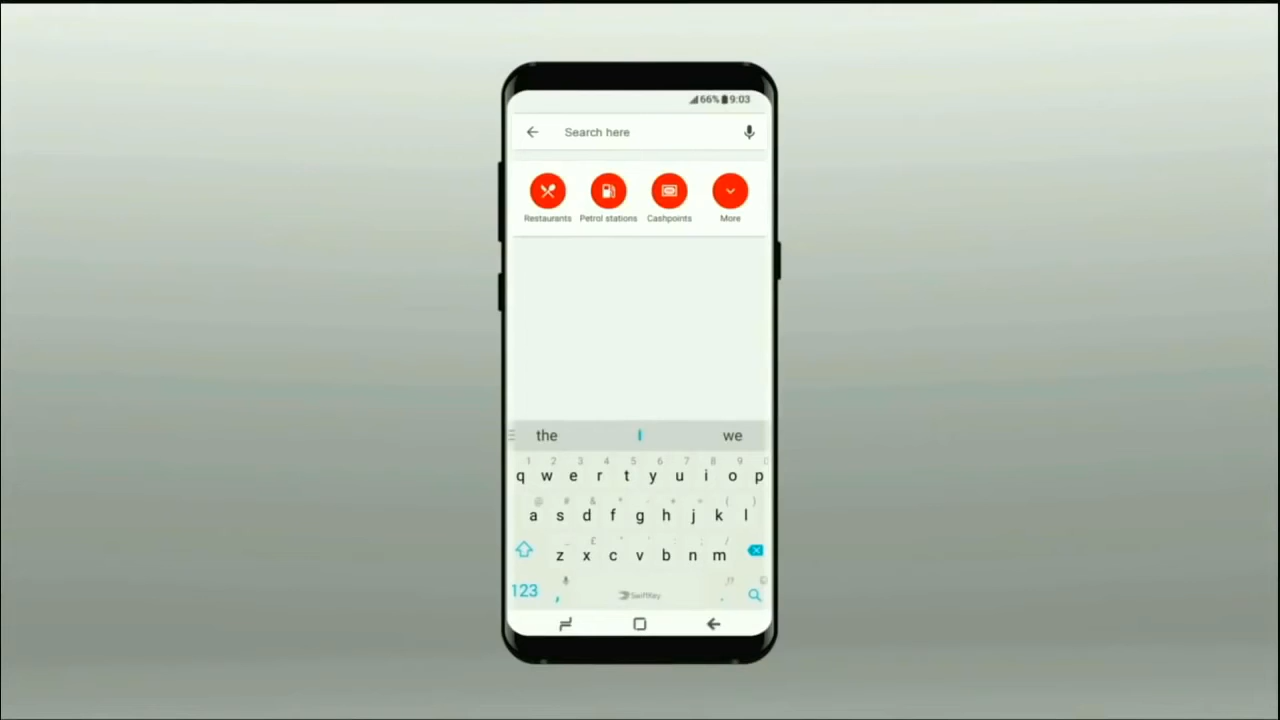 66% 9:03
Search here
Restaurants Petrol stations Cashpoints More
the I we
1 2 3 4 5 6 7 8 9 0
q w e r t y u i o p
@ # & * - + = ( )
a s d f g h j k l
_ £ " ' : ; /
z x c v b n m
123 , SwiftKey . !?